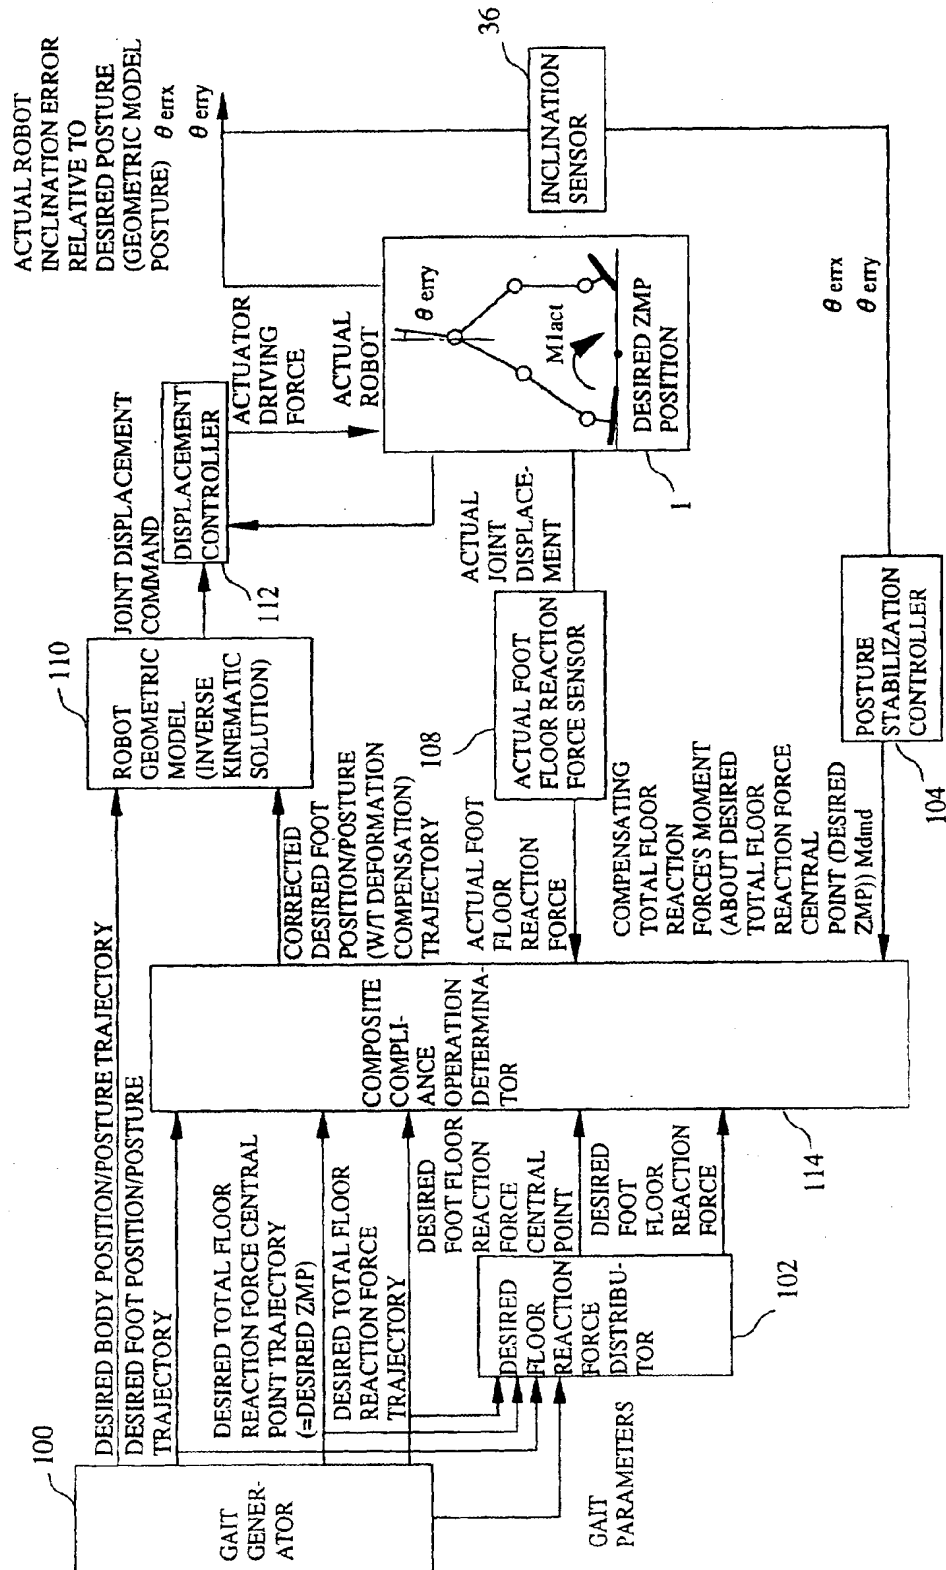 100
GAIT
GENER-
ATOR
DESIRED BODY POSITION/POSTURE TRAJECTORY
DESIRED FOOT POSITION/POSTURE
TRAJECTORY
DESIRED TOTAL FLOOR
REACTION FORCE CENTRAL
POINT TRAJECTORY
(=DESIRED ZMP)
DESIRED TOTAL FLOOR
REACTION FORCE
TRAJECTORY
GAIT
PARAMETERS
DESIRED
FLOOR
REACTION
FORCE
DISTRIBU-
TOR
102
DESIRED
FOOT FLOOR
REACTION
FORCE
CENTRAL
POINT
DESIRED
FOOT
FLOOR
REACTION
FORCE
COMPOSITE
COMPLI-
ANCE
OPERATION
DETERMINA-
TOR
114
CORRECTED
DESIRED FOOT
POSITION/POSTURE
(W/T DEFORMATION
COMPENSATION)
TRAJECTORY
ACTUAL FOOT
FLOOR
REACTION
FORCE
COMPENSATING
TOTAL FLOOR
REACTION
FORCE'S MOMENT
(ABOUT DESIRED
TOTAL FLOOR
REACTION FORCE
CENTRAL
POINT (DESIRED
ZMP)) Mdmd
110
ROBOT
GEOMETRIC
MODEL
(INVERSE
KINEMATIC
SOLUTION)
108
ACTUAL FOOT
FLOOR REACTION
FORCE SENSOR
POSTURE
STABILIZATION
CONTROLLER
104
JOINT DISPLACEMENT
COMMAND
DISPLACEMENT
CONTROLLER
112
ACTUATOR
DRIVING
FORCE
ACTUAL
ROBOT
ACTUAL
JOINT
DISPLACE-
MENT
θ erry
M1act
DESIRED ZMP
POSITION
1
ACTUAL ROBOT
INCLINATION ERROR
RELATIVE TO
DESIRED POSTURE
(GEOMETRIC MODEL
POSTURE) θ errx
θ erry
36
INCLINATION
SENSOR
θ errx
θ erry